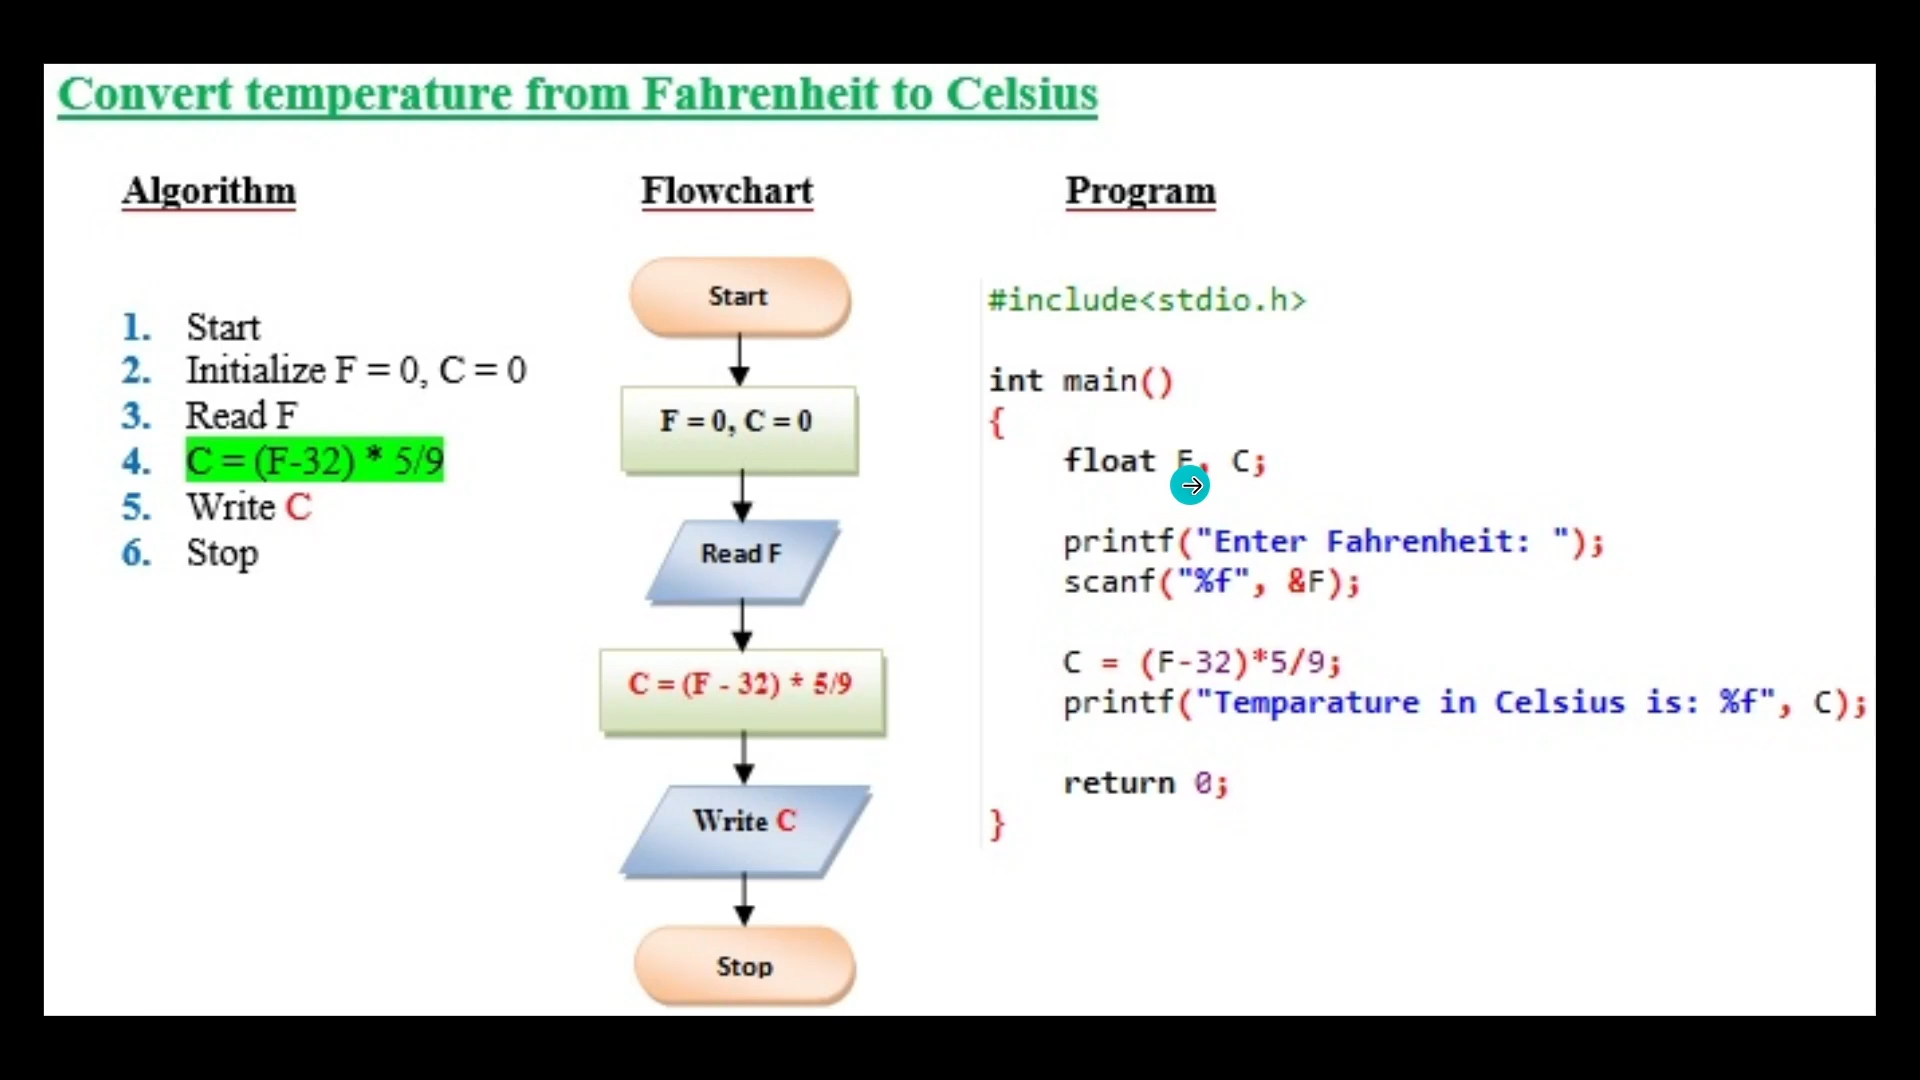 Convert temperature from Fahrenheit to Celsius
Algorithm
1. Start
2. Initialize F = 0, C = 0
3. Read F
4. C = (F-32) * 5/9
5. Write C
6. Stop
Flowchart
Start
F = 0, C = 0
Read F
C = (F - 32) * 5/9
Write C
Stop
Program
#include<stdio.h>
int main()
{
float F, C;
printf("Enter Fahrenheit: ");
scanf("%f", &F);
C = (F-32)*5/9;
printf("Temparature in Celsius is: %f", C);
return 0;
}